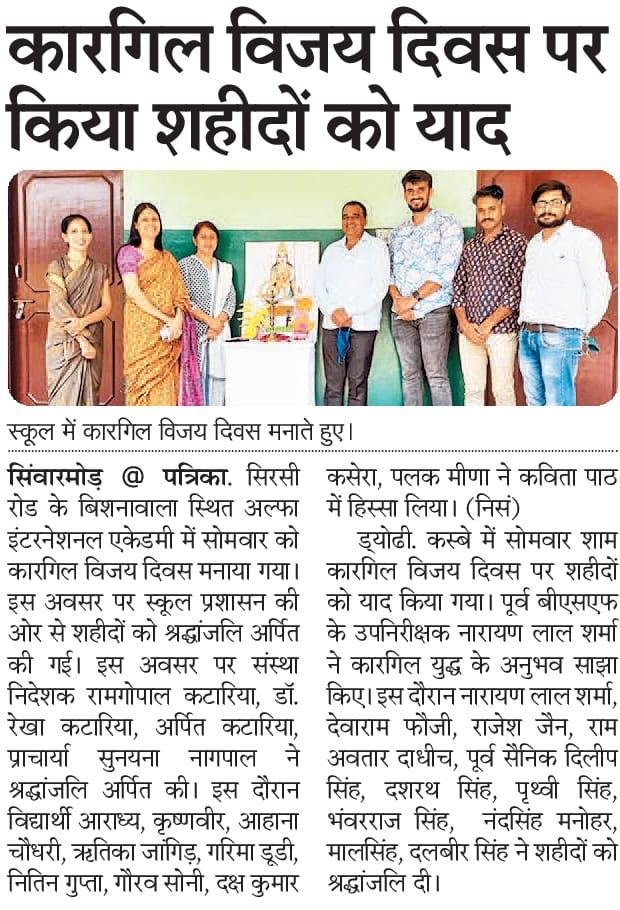 कारगिल विजय दिवस पर
किया शहीदों को याद
स्कूल में कारगिल विजय दिवस मनाते हुए।
सिंवारमोड़ @ पत्रिका. सिरसी
रोड के बिशनावाला स्थित अल्फा
इंटरनेशनल एकेडमी में सोमवार को
कारगिल विजय दिवस मनाया गया।
इस अवसर पर स्कूल प्रशासन की
ओर से शहीदों को श्रद्धांजलि अर्पित
की गई। इस अवसर पर संस्था
निदेशक रामगोपाल कटारिया, डॉ.
रेखा कटारिया, अर्पित कटारिया,
प्राचार्या सुनयना नागपाल ने
श्रद्धांजलि अर्पित की। इस दौरान
विद्यार्थी आराध्य, कृष्णवीर, आहाना
चौधरी, ऋतिका जांगिड़, गरिमा डूडी,
नितिन गुप्ता, गौरव सोनी, दक्ष कुमार
कसेरा, पलक मीणा ने कविता पाठ
में हिस्सा लिया। (निसं)
ड्योढी. कस्बे में सोमवार शाम
कारगिल विजय दिवस पर शहीदों
को याद किया गया। पूर्व बीएसएफ
के उपनिरीक्षक नारायण लाल शर्मा
ने कारगिल युद्ध के अनुभव साझा
किए। इस दौरान नारायण लाल शर्मा,
देवाराम फौजी, राजेश जैन, राम
अवतार दाधीच, पूर्व सैनिक दिलीप
सिंह, दशरथ सिंह, पृथ्वी सिंह,
भंवरराज सिंह, नंदसिंह मनोहर,
मालसिंह, दलबीर सिंह ने शहीदों को
श्रद्धांजलि दी।